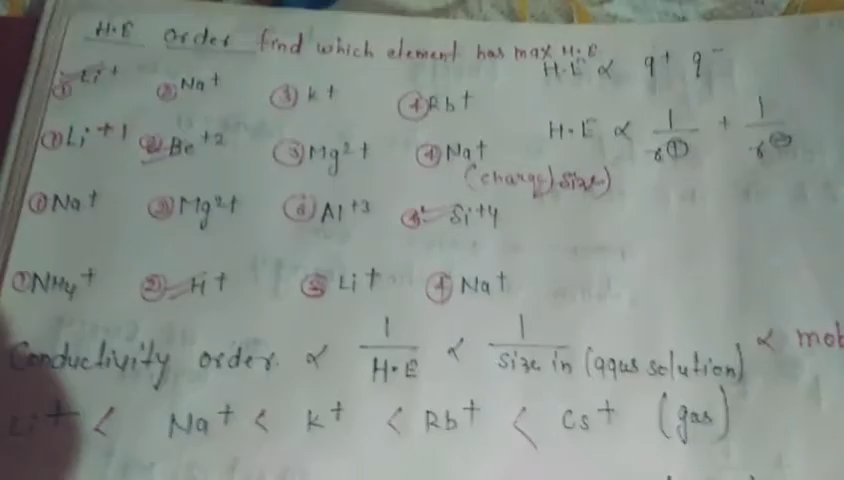 H.E order find which element has max H.E
H.E ∝ q+ q-
① Li+ ② Na+ ③ K+ ④ Rb+
H.E ∝ 1/r⊕ + 1/r⊖
① Li+1 ② Be+2 ③ Mg2+ ④ Na+
(charge) size)
① Na+ ② Mg2+ ③ Al+3 ④ Si+4
① NH4+ ② H+ ③ Li+ ④ Na+
Conductivity order ∝ 1/H.E ∝ 1/size in (aqus solution) ∝ mob
Li+ < Na+ < K+ < Rb+ < Cs+ (gas)